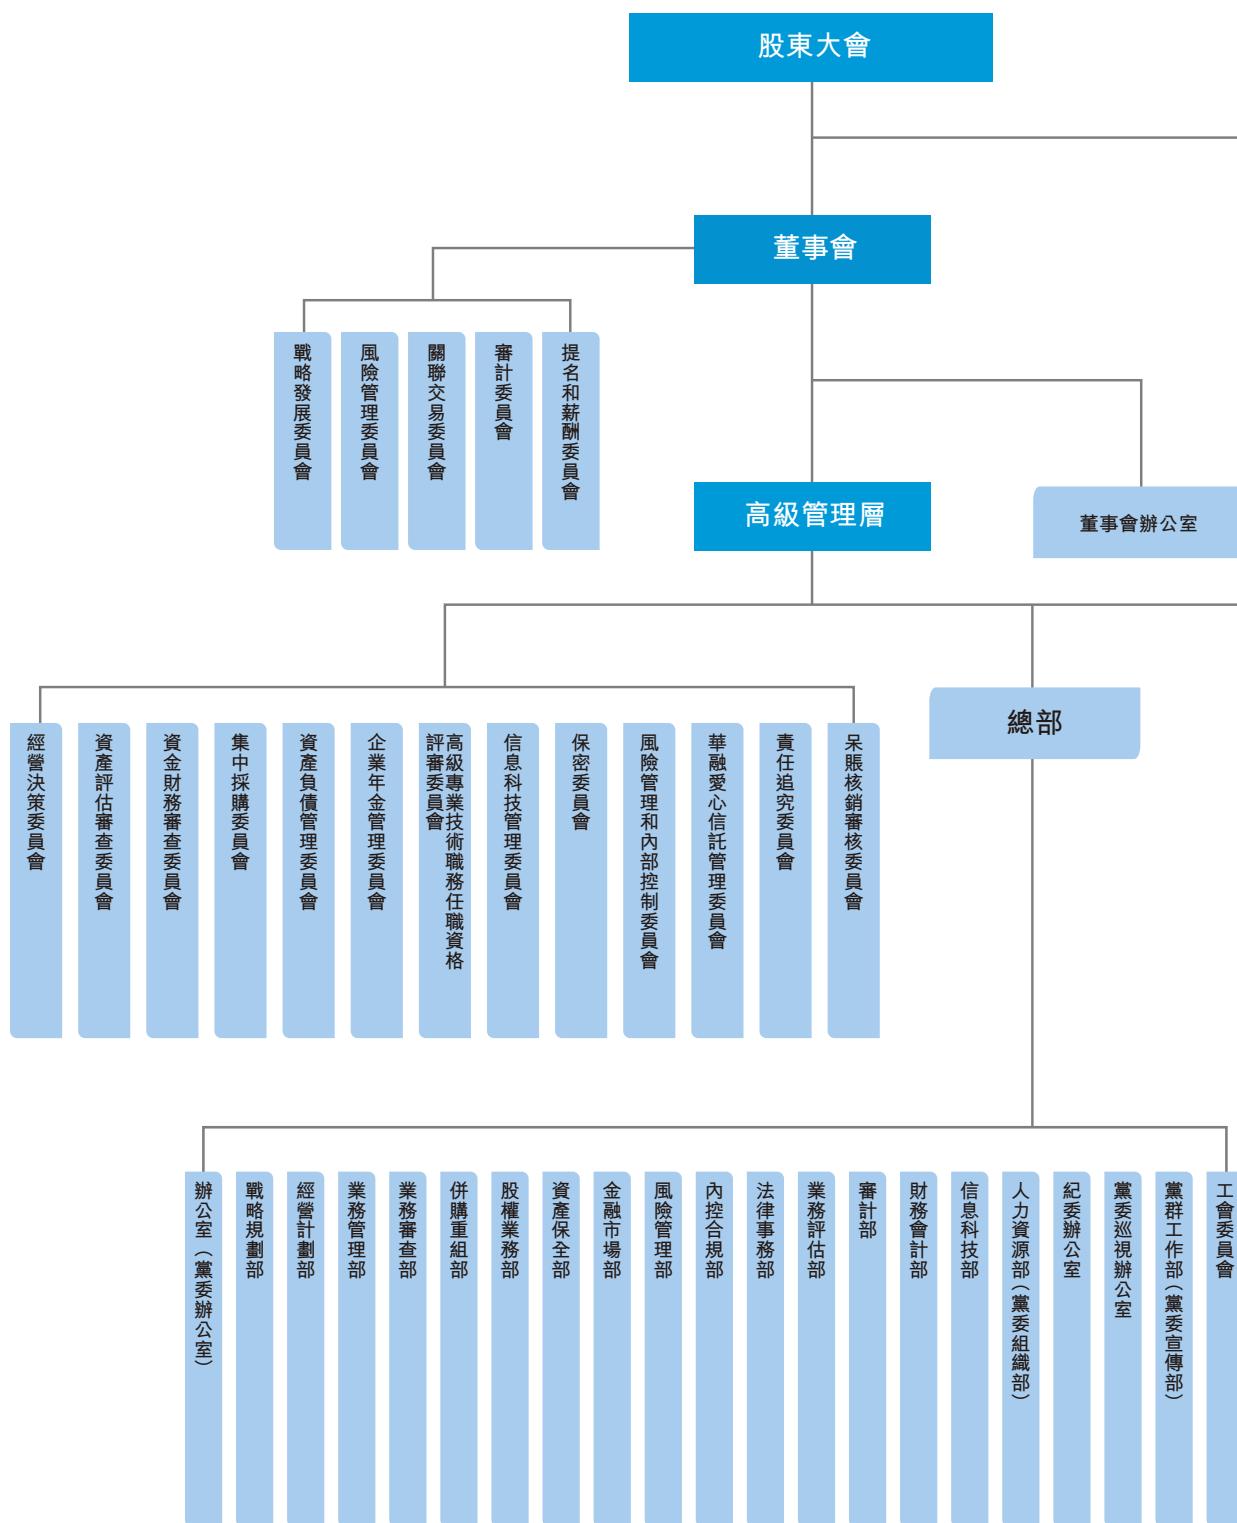 股東大會
董事會
戰略發展委員會
風險管理委員會
關聯交易委員會
審計委員會
提名和薪酬委員會
高級管理層
董事會辦公室
總部
經營決策委員會
資產評估審查委員會
資金財務審查委員會
集中採購委員會
資產負債管理委員會
企業年金管理委員會
高級專業技術職務任職資格
評審委員會
信息科技管理委員會
保密委員會
風險管理和內部控制委員會
華融愛心信託管理委員會
責任追究委員會
呆賬核銷審核委員會
辦公室（黨委辦公室）
戰略規劃部
經營計劃部
業務管理部
業務審查部
併購重組部
股權業務部
資產保全部
金融市場部
風險管理部
內控合規部
法律事務部
業務評估部
審計部
財務會計部
信息科技部
人力資源部（黨委組織部）
紀委辦公室
黨委巡視辦公室
黨群工作部（黨委宣傳部）
工會委員會